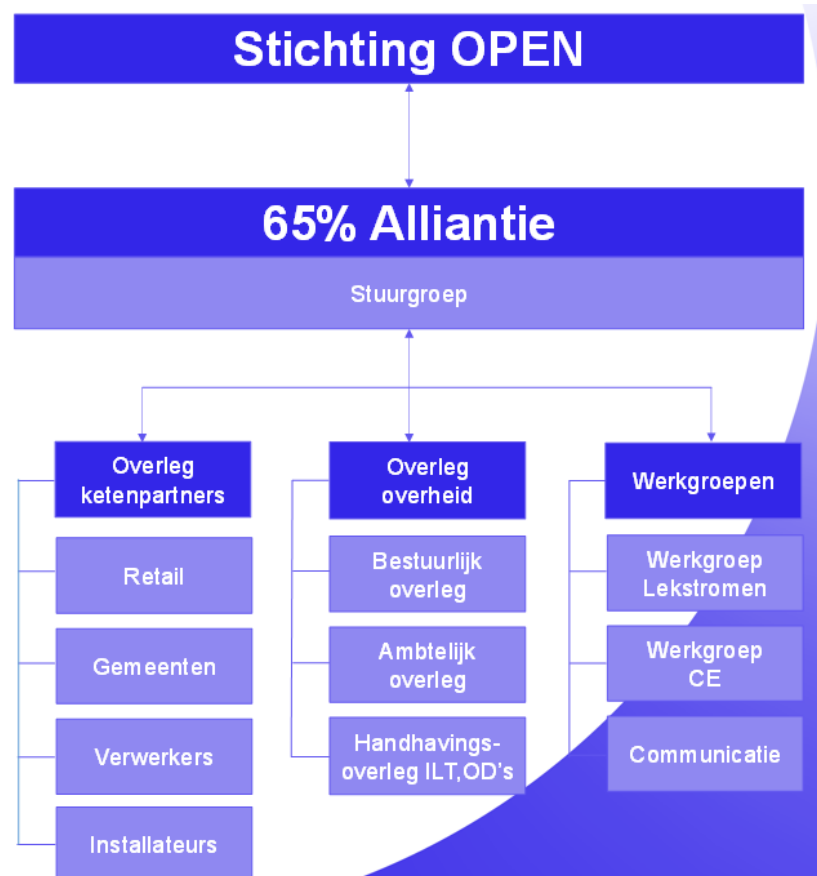 Stichting OPEN
65% Alliantie
Stuurgroep
Overleg
ketenpartners
Retail
Gemeenten
Verwerkers
Installateurs
Overleg
overheid
Bestuurlijk
overleg
Ambtelijk
overleg
Handhavings-
overleg ILT,OD's
Werkgroepen
Werkgroep
Lekstromen
Werkgroep
CE
Communicatie